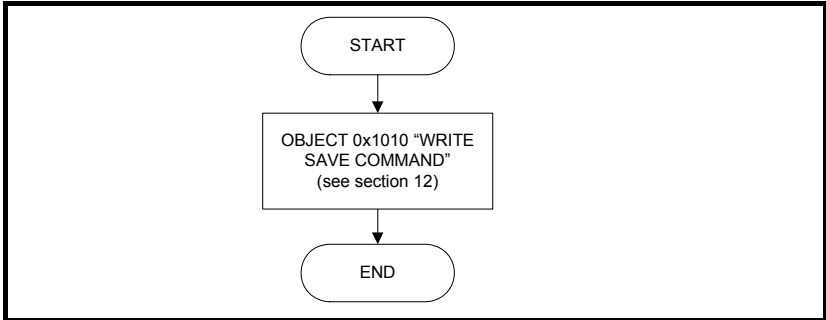 START
OBJECT 0x1010 “WRITE
SAVE COMMAND”
(see section 12)
END